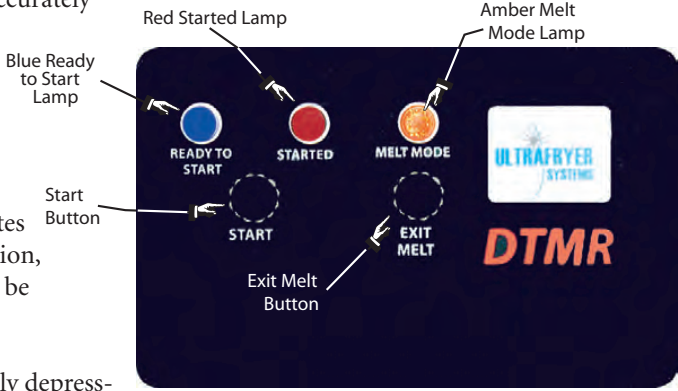 ccurately
Red Started Lamp
Amber Melt
Mode Lamp
Blue Ready
to Start
Lamp
READY TO
START
STARTED
MELT MODE
ULTRAFRYER
SYSTEMS
Start
Button
tes
ion,
be
START
EXIT
MELT
DTMR
Exit Melt
Button
ly depress-